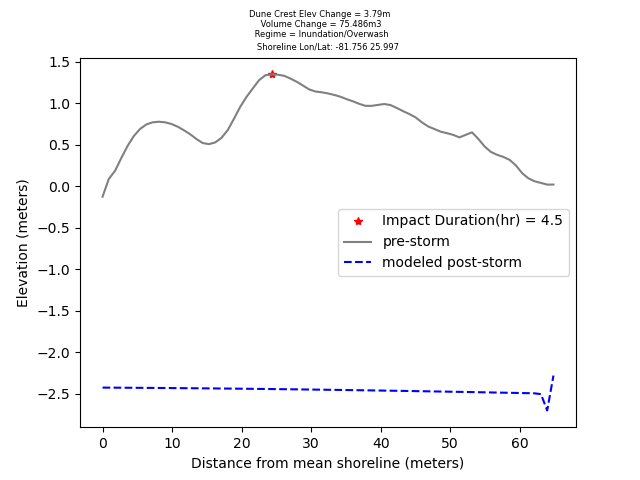 Dune Crest Elev Change = 3.79m
Volume Change = 75.486m3
Regime = Inundation/Overwash
Shoreline Lon/Lat: -81.756 25.997
1.5
1.0
0.5
0.0
−0.5
−1.0
−1.5
−2.0
−2.5
Elevation (meters)
Impact Duration(hr) = 4.5
pre-storm
modeled post-storm
0 10 20 30 40 50 60
Distance from mean shoreline (meters)